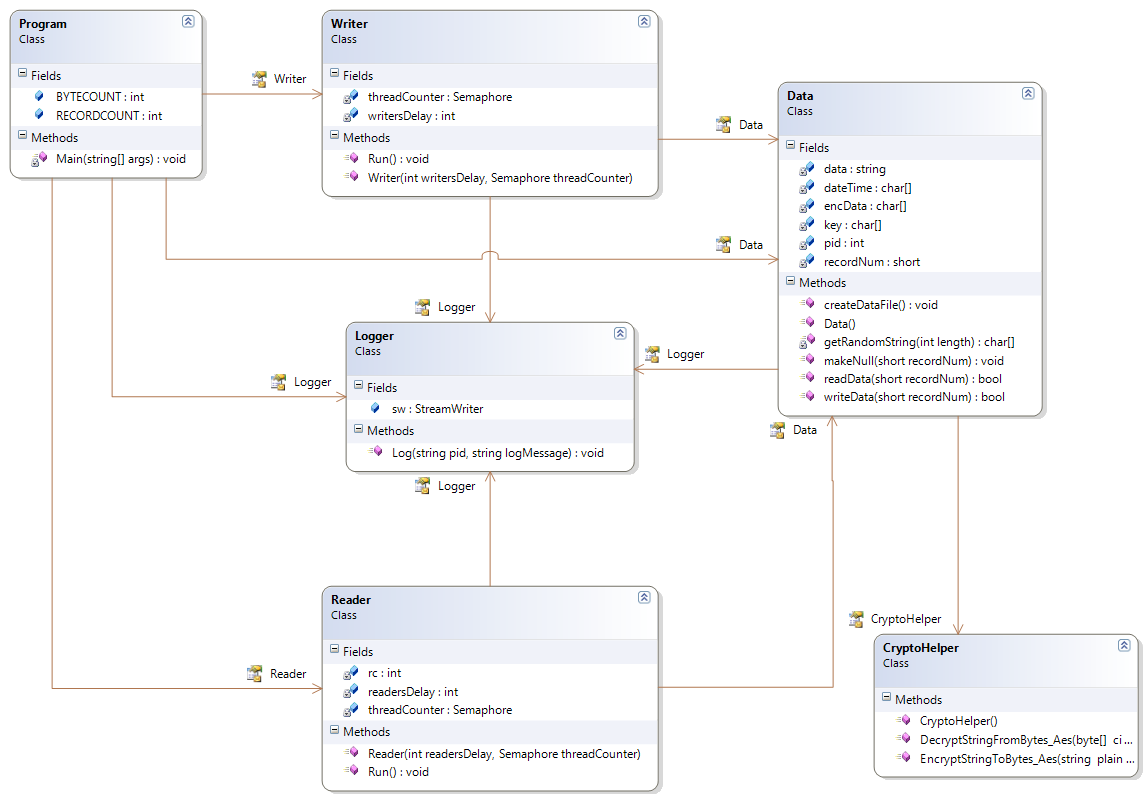 Program
Class
Fields
BYTECOUNT : int
RECORDCOUNT : int
Methods
Main(string[] args) : void
Writer
Writer
Class
Fields
threadCounter : Semaphore
writersDelay : int
Methods
Run() : void
Writer(int writersDelay, Semaphore threadCounter)
Data
Data
Data
Class
Fields
data : string
dateTime : char[]
encData : char[]
key : char[]
pid : int
recordNum : short
Methods
createDataFile() : void
Data()
getRandomString(int length) : char[]
makeNull(short recordNum) : void
readData(short recordNum) : bool
writeData(short recordNum) : bool
Logger
Logger
Logger
Logger
Class
Fields
sw : StreamWriter
Methods
Log(string pid, string logMessage) : void
Data
Logger
Reader
Reader
Class
Fields
rc : int
readersDelay : int
threadCounter : Semaphore
Methods
Reader(int readersDelay, Semaphore threadCounter)
Run() : void
CryptoHelper
CryptoHelper
Class
Methods
CryptoHelper()
DecryptStringFromBytes_Aes(byte[] ci ...
EncryptStringToBytes_Aes(string plain ...